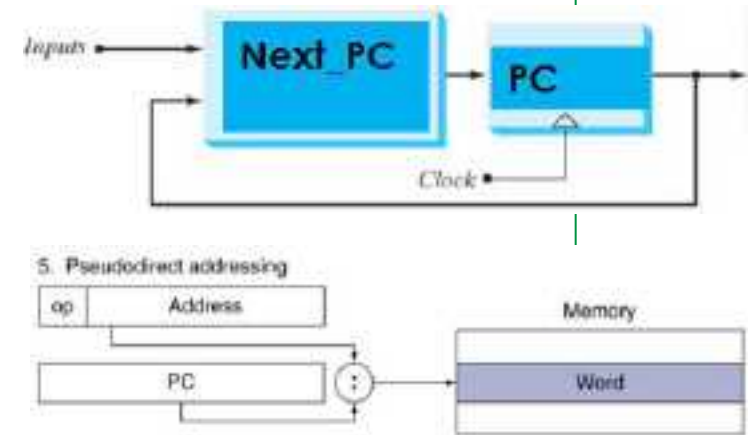 Inputs
Next_PC
PC
Clock
5. Pseudodirect addressing
op Address
Memory
PC : Word